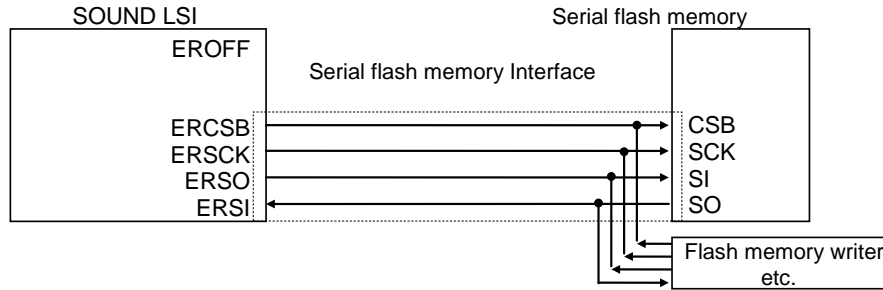 SOUND LSI
Serial flash memory
EROFF
Serial flash memory Interface
ERCSB
CSB
ERSCK
SCK
ERSO
SI
ERSI
SO
Flash memory writer
etc.